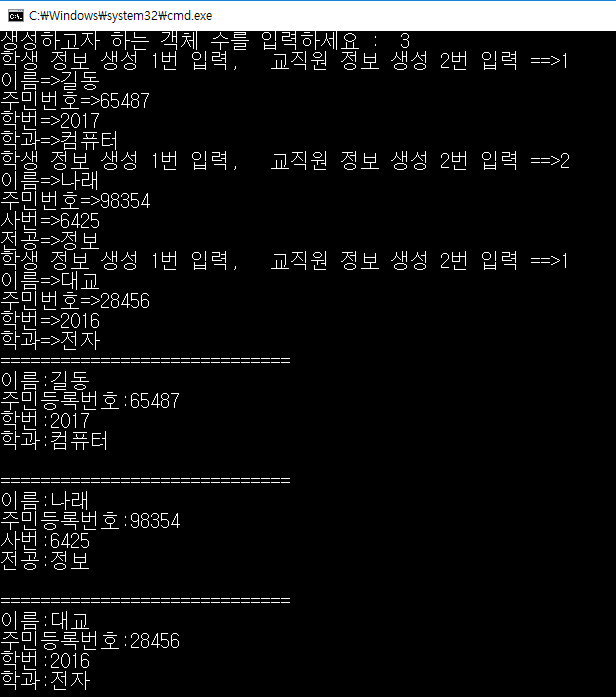 C:\Windows\system32\cmd.exe
생성하고자 하는 객체 수를 입력하세요 :  3
학생 정보 생성 1번 입력,   교직원 정보 생성 2번 입력 ==>1
이름=>길동
주민번호=>65487
학번=>2017
학과=>컴퓨터
학생 정보 생성 1번 입력,   교직원 정보 생성 2번 입력 ==>2
이름=>나래
주민번호=>98354
사번=>6425
전공=>정보
학생 정보 생성 1번 입력,   교직원 정보 생성 2번 입력 ==>1
이름=>대교
주민번호=>28456
학번=>2016
학과=>전자
=============================
이름:길동
주민등록번호:65487
학번:2017
학과:컴퓨터
=============================
이름:나래
주민등록번호:98354
사번:6425
전공:정보
=============================
이름:대교
주민등록번호:28456
학번:2016
학과:전자